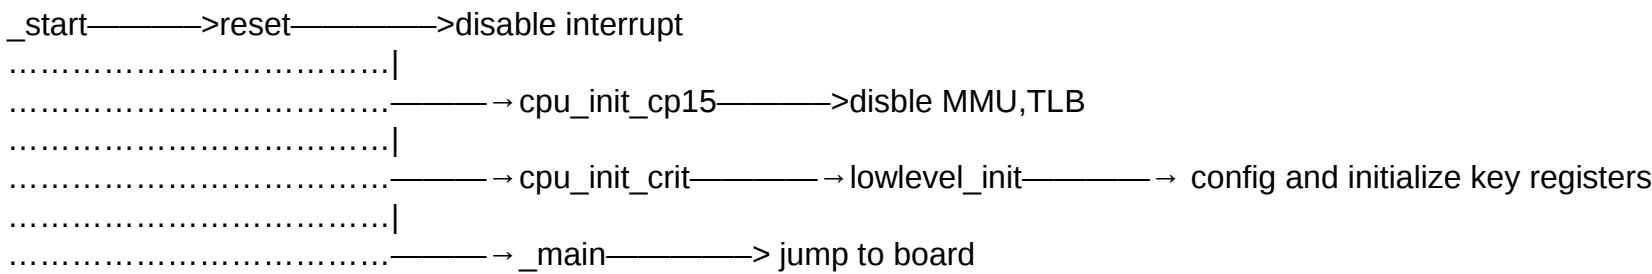 _start———–>reset————–>disable interrupt
………………………………|
………………………………———→cpu_init_cp15———–>disble MMU,TLB
………………………………|
………………………………———→cpu_init_crit————→lowlevel_init————→ config and initialize key registers
………………………………|
………………………………———→_main————–> jump to board